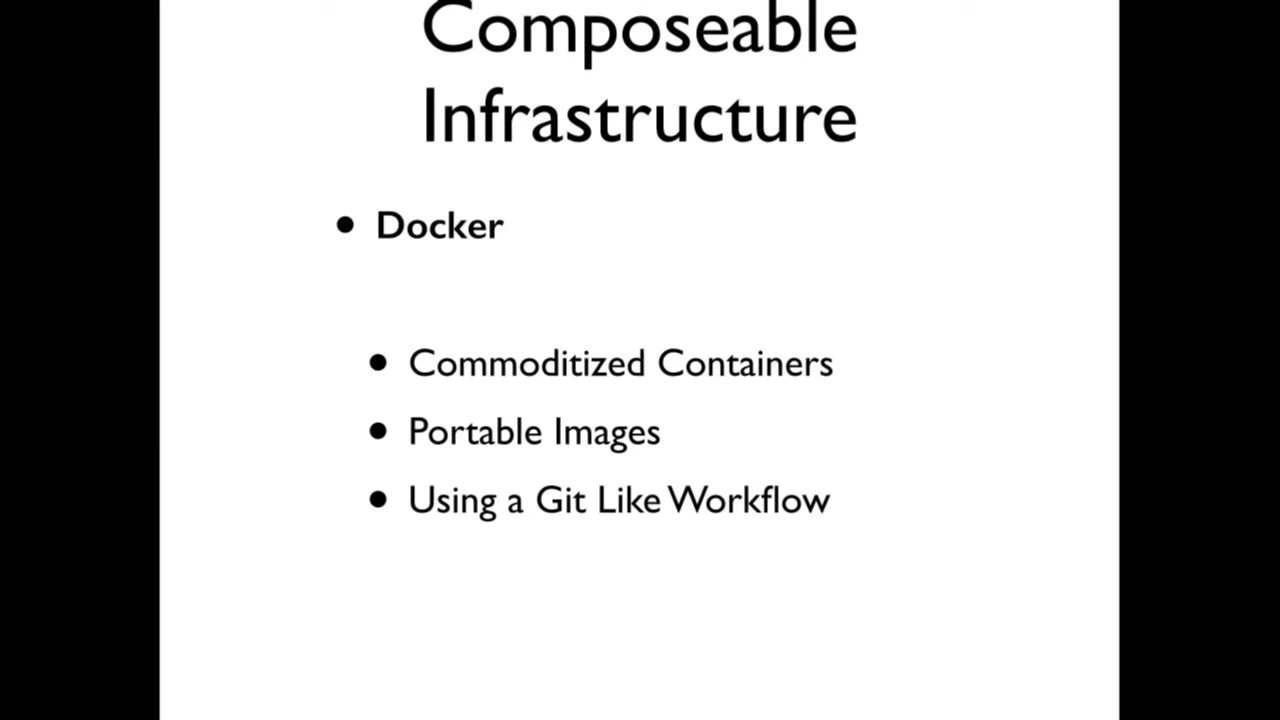 Composeable
Infrastructure
• Docker
• Commoditized Containers
• Portable Images
• Using a Git Like Workflow